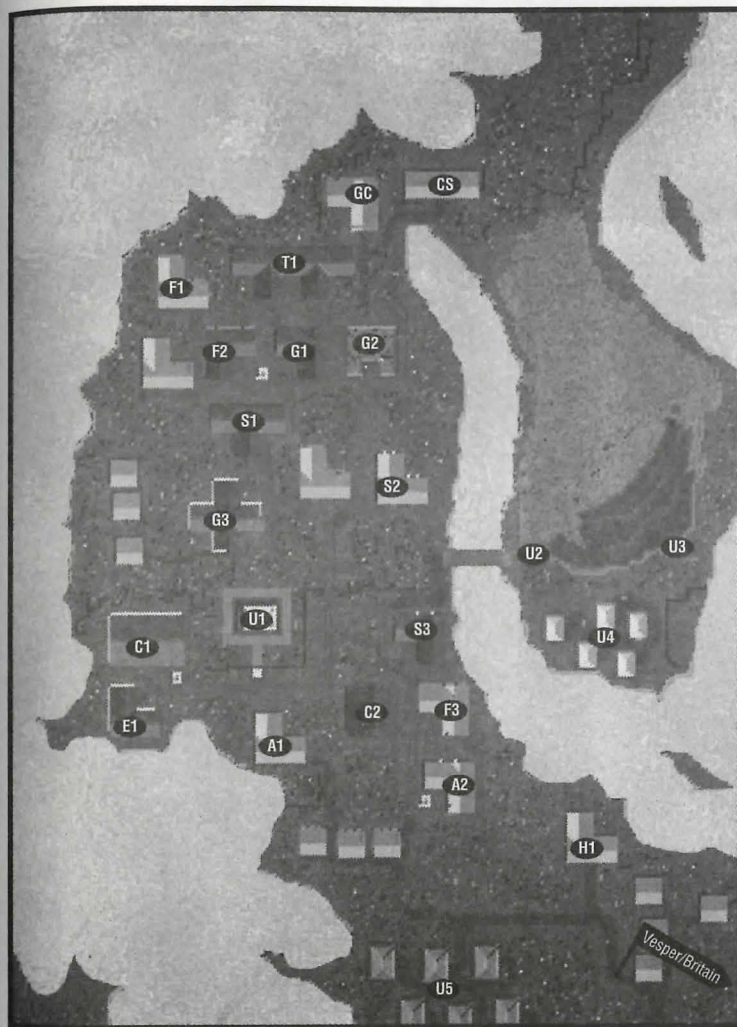 GC
CS
T1
F1
F2
G1
G2
S1
S2
G3
U2
U3
U1
S3
U4
C1
E1
A1
C2
F3
A2
H1
Vesper/Britain
U5